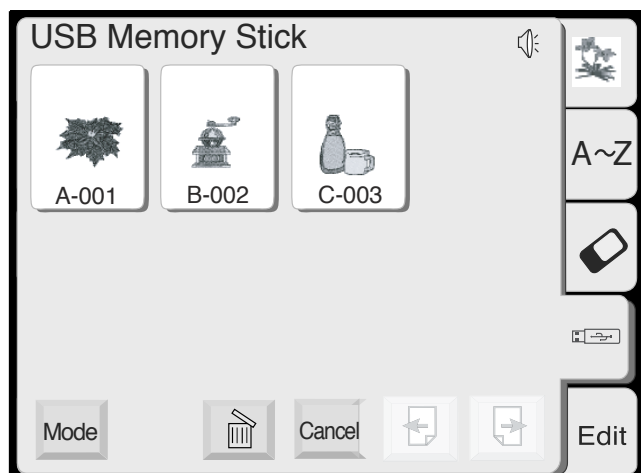 USB Memory Stick
A-001
B-002
C-003
A~Z
Mode
Cancel
Edit